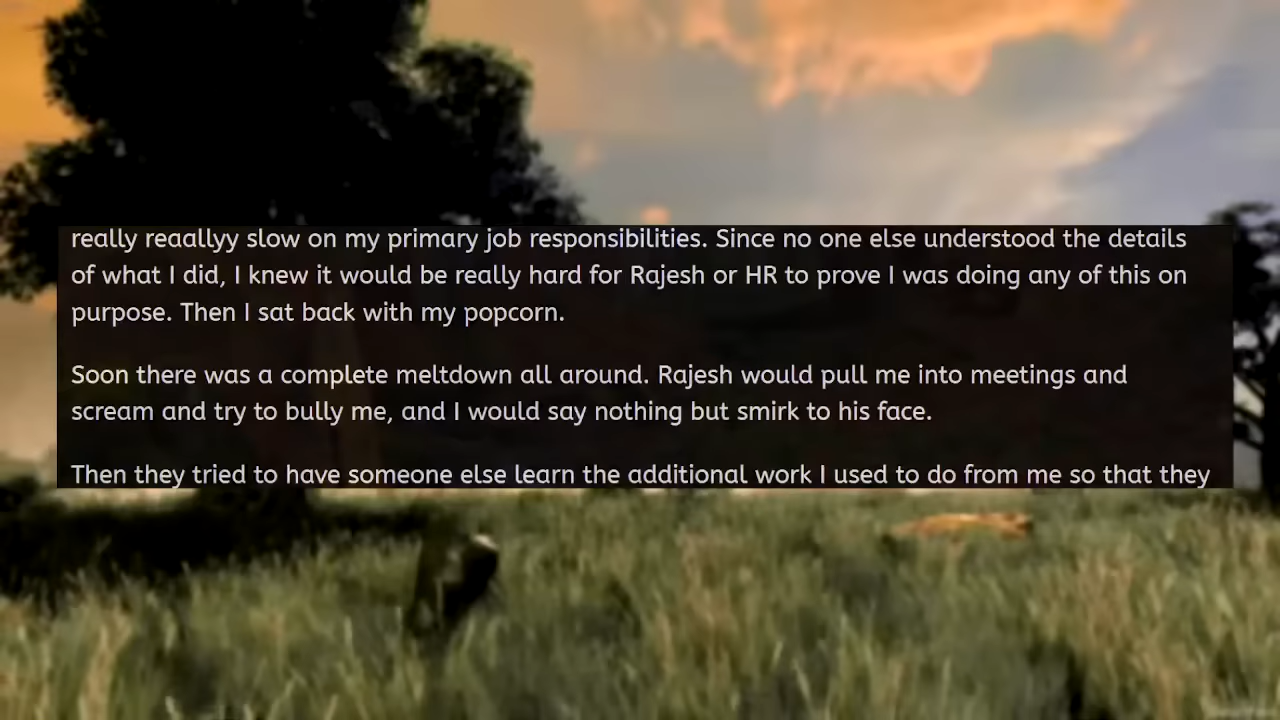 really reaallyy slow on my primary job responsibilities. Since no one else understood the details
of what I did, I knew it would be really hard for Rajesh or HR to prove I was doing any of this on
purpose. Then I sat back with my popcorn.
Soon there was a complete meltdown all around. Rajesh would pull me into meetings and
scream and try to bully me, and I would say nothing but smirk to his face.
Then they tried to have someone else learn the additional work I used to do from me so that they